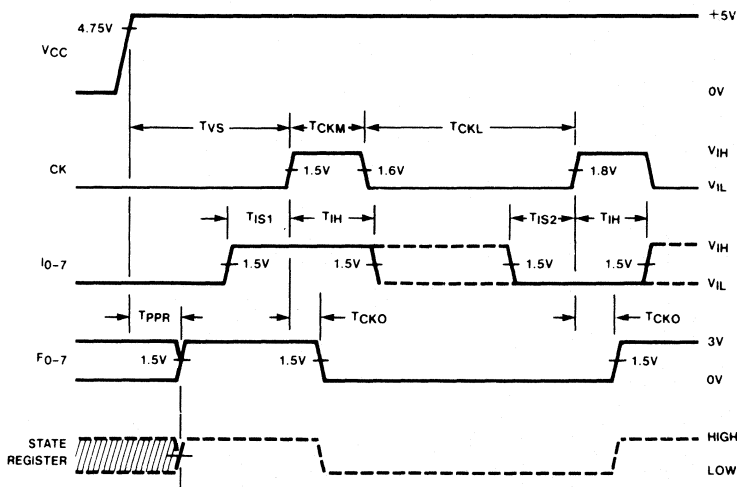 +5V
4.75V
VCC
0V
TVS
TCKM
TCKL
VIH
CK
1.5V
1.6V
1.8V
VIL
TIS1
TIH
TIS2
TIH
VIH
I0-7
1.5V
1.5V
1.5V
1.5V
VIL
TPPR
TCKO
TCKO
3V
F0-7
1.5V
1.5V
1.5V
0V
STATE
REGISTER
HIGH
LOW